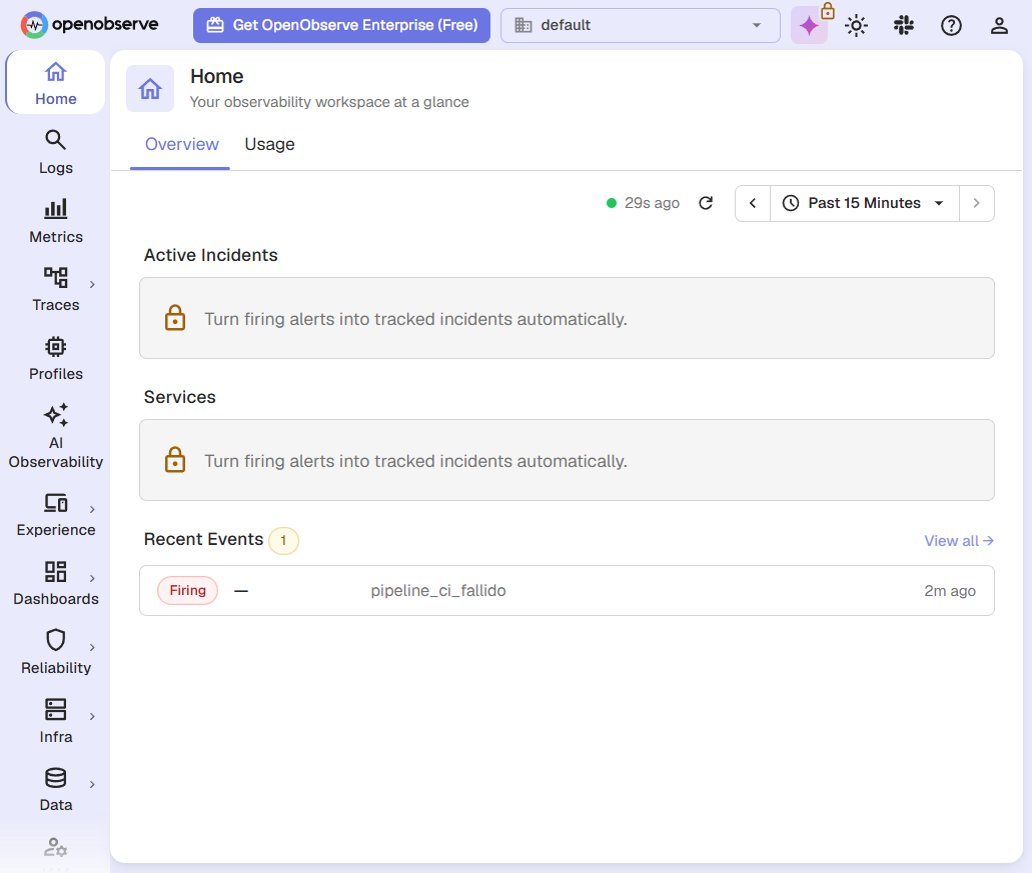 openobserve
Get OpenObserve Enterprise (Free)
default
Home
Logs
Metrics
Traces
Profiles
AI
Observability
Experience
Dashboards
Reliability
Infra
Data
Home
Your observability workspace at a glance
Overview
Usage
29s ago
Past 15 Minutes
Active Incidents
Turn firing alerts into tracked incidents automatically.
Services
Turn firing alerts into tracked incidents automatically.
Recent Events 1
View all →
Firing — pipeline_ci_fallido 2m ago